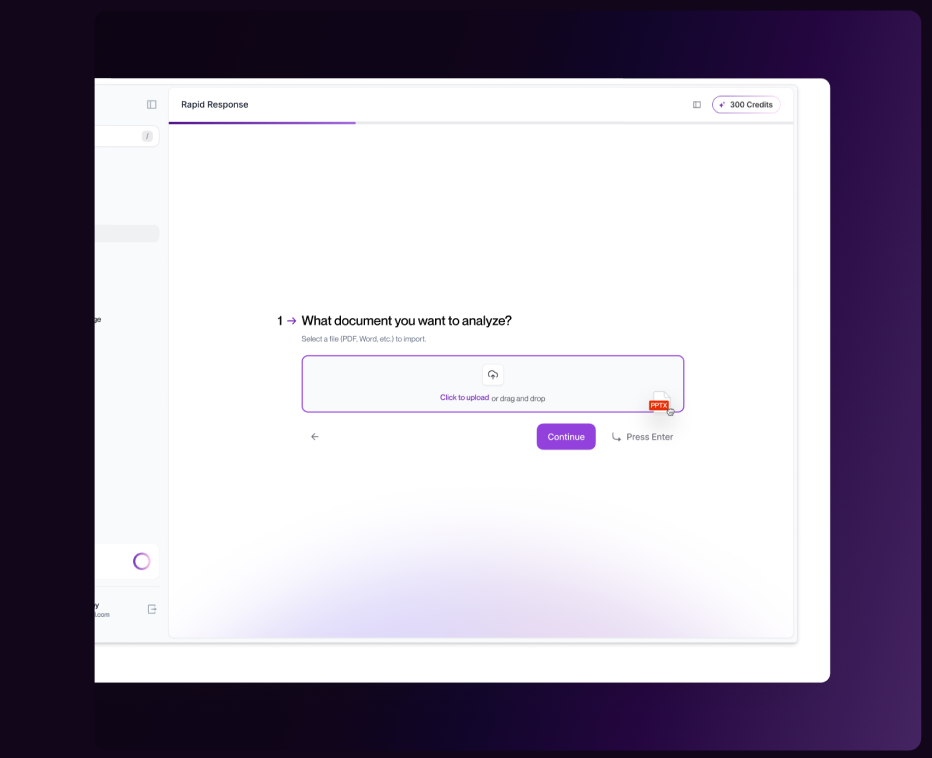 Rapid Response
300 Credits
/
ge
1 → What document you want to analyze?
Select a file (PDF, Word, etc.) to import.
Click to upload or drag and drop
PPTX
Continue
Press Enter
y
l.com